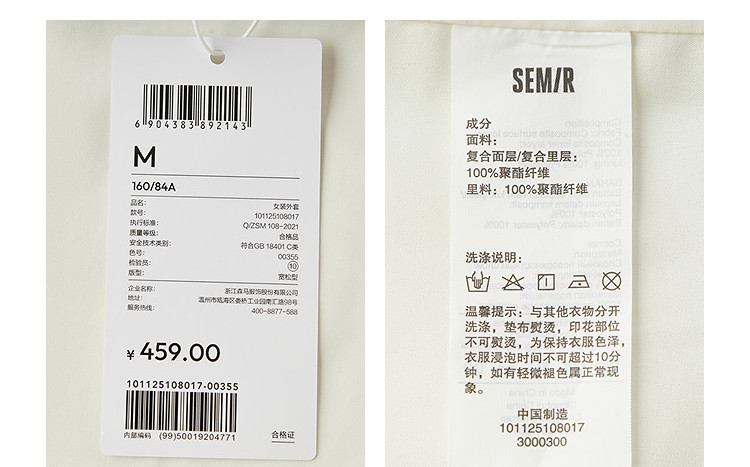 6 904383 892143
M
160/84A
品名: 女装外套
款号: 101125108017
执行标准: Q/ZSM 108-2021
质量等级: 合格品
安全技术类别: 符合GB 18401 C类
色号: 00355
检验员: 10
版型: 宽松型
企业名称: 浙江森马服饰股份有限公司
地址: 温州市瓯海区娄桥工业园南汇路98号
服务热线: 400-8877-588
¥ 459.00
101125108017-00355
内部编码 (99)50019204771
合格证
SEMIR
成分
面料:
复合面层/复合里层:
100%聚酯纤维
里料: 100%聚酯纤维
洗涤说明:
温馨提示: 与其他衣物分开
洗涤, 垫布熨烫, 印花部位
不可熨烫, 为保持衣服色泽,
衣服浸泡时间不可超过10分
钟, 如有轻微褪色属正常现
象。
中国制造
101125108017
3000300